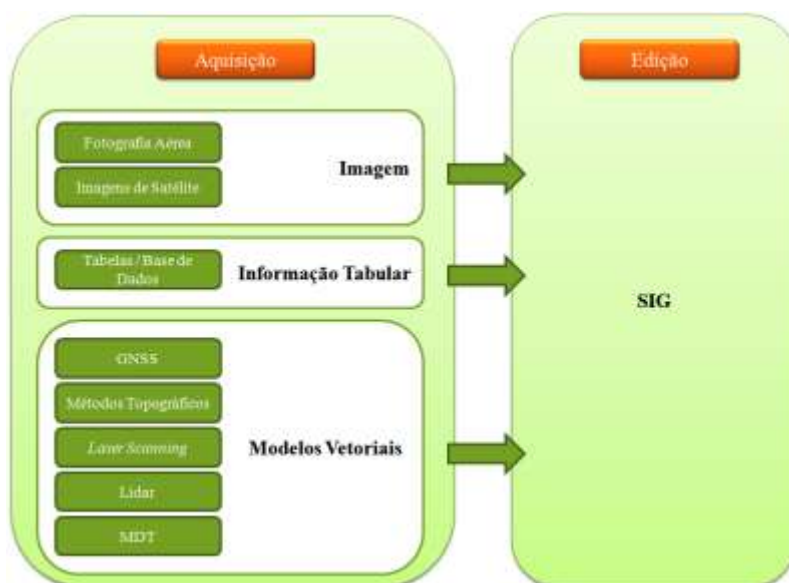 Aquisição
Edição
Fotografia Aérea
Imagens de Satélite
Imagem
Tabelas / Base de
Dados
Informação Tabular
SIG
GNSS
Métodos Topográficos
Laser Scanning
Lidar
MDT
Modelos Vetoriais